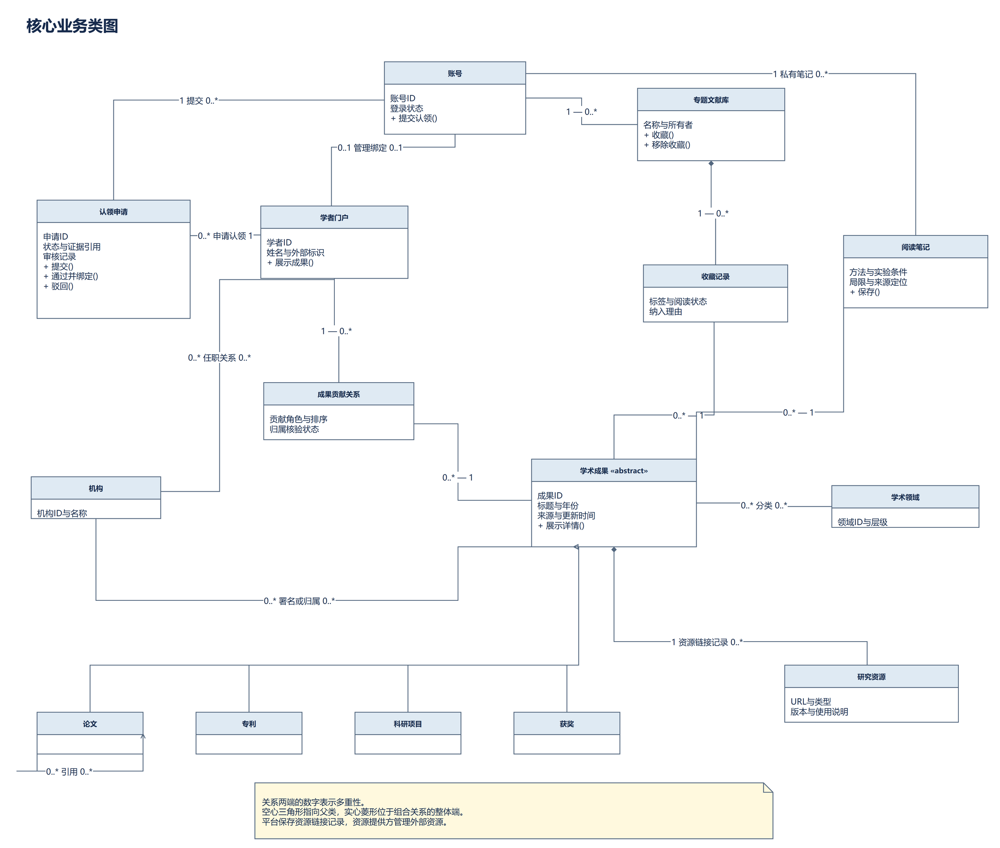 核心业务类图
账号
账号ID
登录状态
+ 提交认领()
1 私有笔记 0..*
1 提交 0..*
1 — 0..*
专题文献库
名称与所有者
+ 收藏()
+ 移除收藏()
0..1 管理绑定 0..1
认领申请
申请ID
状态与证据引用
审核记录
+ 提交()
+ 通过并绑定()
+ 驳回()
0..* 申请认领 1
学者门户
学者ID
姓名与外部标识
+ 展示成果()
1 — 0..*
收藏记录
标签与阅读状态
纳入理由
阅读笔记
方法与实验条件
局限与来源定位
+ 保存()
1 — 0..*
0..* 任职关系 0..*
成果贡献关系
贡献角色与排序
归属核验状态
0..* — 1
0..* — 1
0..* — 1
机构
机构ID与名称
学术成果 «abstract»
成果ID
标题与年份
来源与更新时间
+ 展示详情()
0..* 分类 0..*
学术领域
领域ID与层级
0..* 署名或归属 0..*
1 资源链接记录 0..*
研究资源
URL与类型
版本与使用说明
论文
专利
科研项目
获奖
0..* 引用 0..*
关系两端的数字表示多重性。
空心三角形指向父类，实心菱形位于组合关系的整体端。
平台保存资源链接记录，资源提供方管理外部资源。